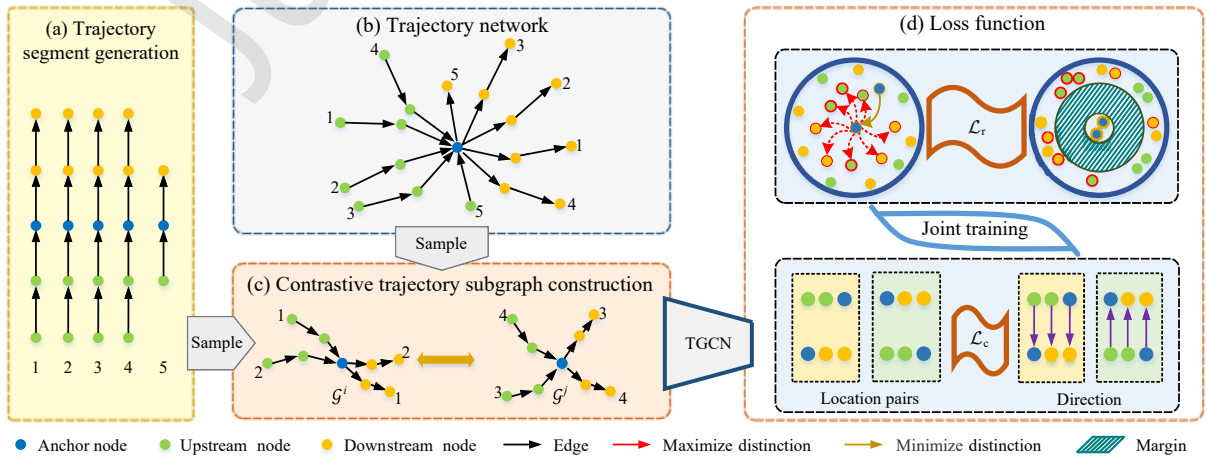 (a) Trajectory
segment generation
1 2 3 4 5
(b) Trajectory network
4
3
5
2
1
1
2
3
5
4
Sample
Sample
(c) Contrastive trajectory subgraph construction
1
2
2
1
𝒢ⁱ
4
3
3
4
𝒢ʲ
TGCN
(d) Loss function
ℒr
Joint training
ℒc
Location pairs
Direction
Anchor node Upstream node Downstream node Edge Maximize distinction Minimize distinction Margin